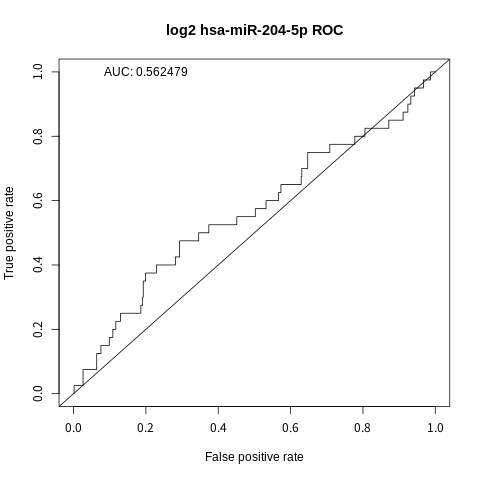 log2 hsa-miR-204-5p ROC
AUC: 0.562479
True positive rate
1.0
0.8
0.6
0.4
0.2
0.0
0.0 0.2 0.4 0.6 0.8 1.0
False positive rate